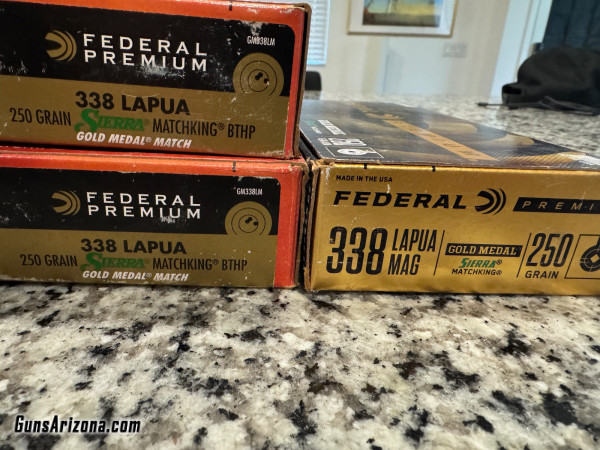 GM338LM
FEDERAL
PREMIUM
338 LAPUA
250 GRAIN SIERRA® MATCHKING® BTHP
GOLD MEDAL® MATCH
GM338LM
FEDERAL
PREMIUM
338 LAPUA
250 GRAIN SIERRA® MATCHKING® BTHP
GOLD MEDAL® MATCH
MADE IN THE USA
FEDERAL
338 LAPUA
MAG
GOLD MEDAL®
SIERRA®
MATCHKING®
250
GRAIN
GunsArizona.com